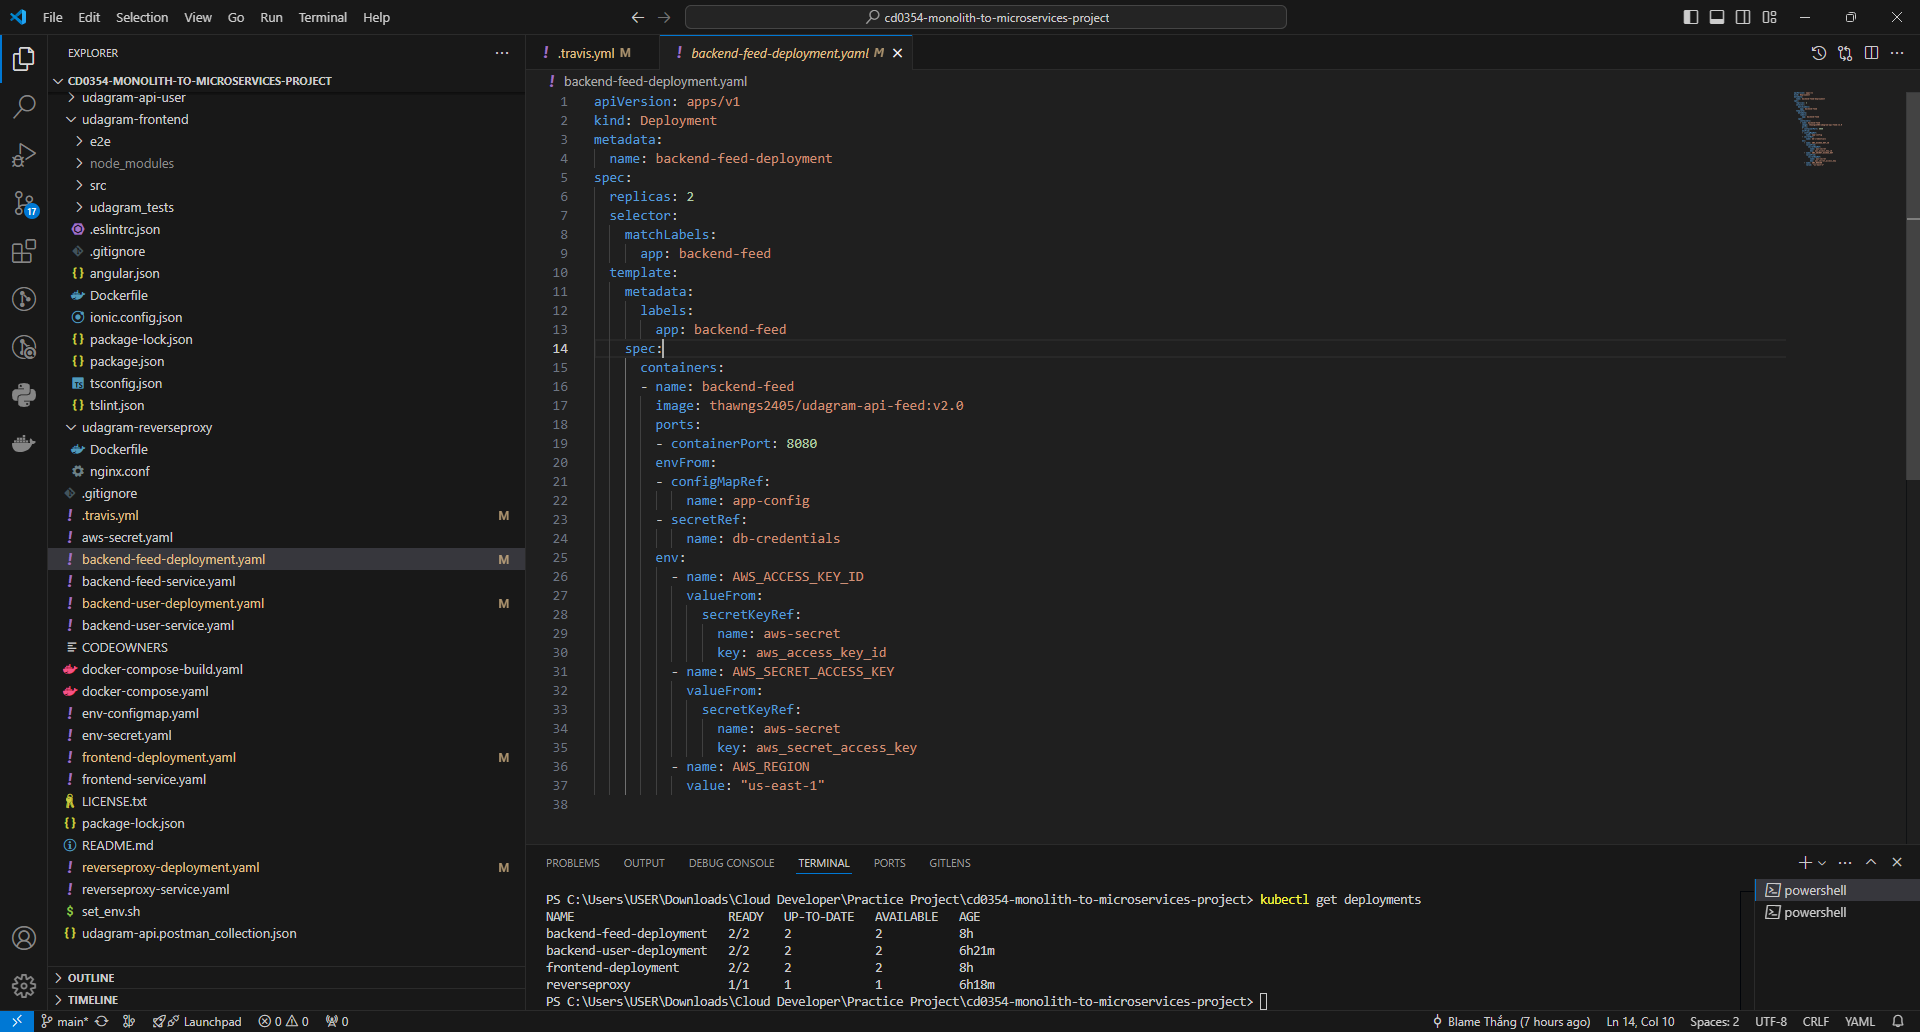 File Edit Selection View Go Run Terminal Help
cd0354-monolith-to-microservices-project
EXPLORER
CD0354-MONOLITH-TO-MICROSERVICES-PROJECT
udagram-api-user
udagram-frontend
e2e
node_modules
src
udagram_tests
.eslintrc.json
.gitignore
{} angular.json
Dockerfile
ionic.config.json
{} package-lock.json
{} package.json
TS tsconfig.json
{} tslint.json
udagram-reverseproxy
Dockerfile
nginx.conf
.gitignore
! .travis.yml M
! aws-secret.yaml
! backend-feed-deployment.yaml M
! backend-feed-service.yaml
! backend-user-deployment.yaml M
! backend-user-service.yaml
CODEOWNERS
docker-compose-build.yaml
docker-compose.yaml
! env-configmap.yaml
! env-secret.yaml
! frontend-deployment.yaml M
! frontend-service.yaml
LICENSE.txt
{} package-lock.json
README.md
! reverseproxy-deployment.yaml M
! reverseproxy-service.yaml
$ set_env.sh
{} udagram-api.postman_collection.json
OUTLINE
TIMELINE
17
! .travis.yml M
! backend-feed-deployment.yaml M
! backend-feed-deployment.yaml
1 apiVersion: apps/v1
2 kind: Deployment
3 metadata:
4 name: backend-feed-deployment
5 spec:
6 replicas: 2
7 selector:
8 matchLabels:
9 app: backend-feed
10 template:
11 metadata:
12 labels:
13 app: backend-feed
14 spec:
15 containers:
16 - name: backend-feed
17 image: thawngs2405/udagram-api-feed:v2.0
18 ports:
19 - containerPort: 8080
20 envFrom:
21 - configMapRef:
22 name: app-config
23 - secretRef:
24 name: db-credentials
25 env:
26 - name: AWS_ACCESS_KEY_ID
27 valueFrom:
28 secretKeyRef:
29 name: aws-secret
30 key: aws_access_key_id
31 - name: AWS_SECRET_ACCESS_KEY
32 valueFrom:
33 secretKeyRef:
34 name: aws-secret
35 key: aws_secret_access_key
36 - name: AWS_REGION
37 value: "us-east-1"
38
PROBLEMS OUTPUT DEBUG CONSOLE TERMINAL PORTS GITLENS
PS C:\Users\USER\Downloads\Cloud Developer\Practice Project\cd0354-monolith-to-microservices-project> kubectl get deployments
NAME READY UP-TO-DATE AVAILABLE AGE
backend-feed-deployment 2/2 2 2 8h
backend-user-deployment 2/2 2 2 6h21m
frontend-deployment 2/2 2 2 8h
reverseproxy 1/1 1 1 6h18m
PS C:\Users\USER\Downloads\Cloud Developer\Practice Project\cd0354-monolith-to-microservices-project>
powershell
powershell
main* Launchpad 0 0 0
Blame Thắng (7 hours ago) Ln 14, Col 10 Spaces: 2 UTF-8 CRLF YAML